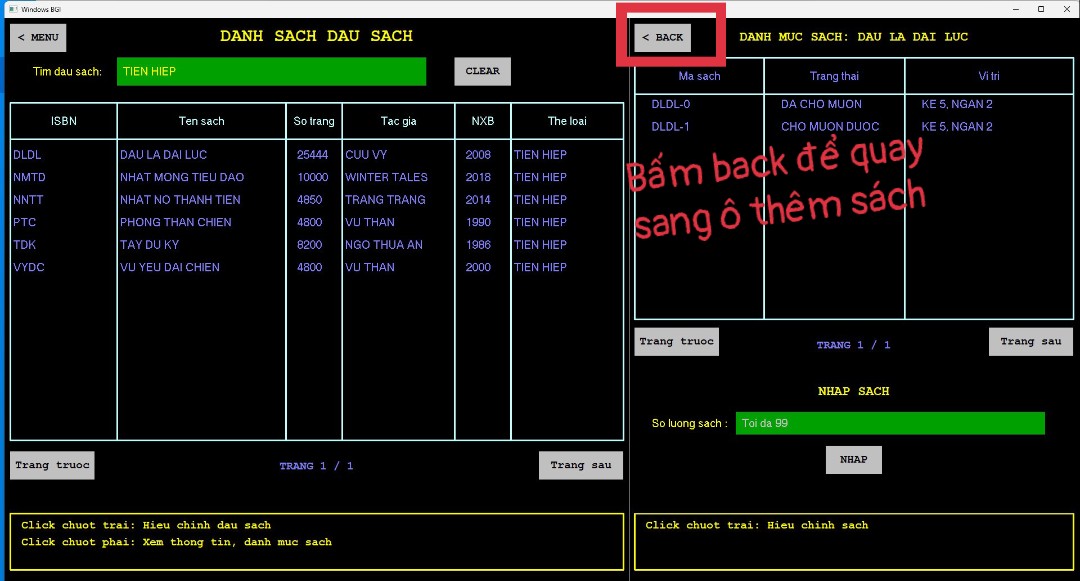 Windows BGI
< MENU
DANH SACH DAU SACH
Tim dau sach: TIEN HIEP CLEAR
ISBN Ten sach So trang Tac gia NXB The loai
DLDL DAU LA DAI LUC 25444 CUU VY 2008 TIEN HIEP
NMTD NHAT MONG TIEU DAO 10000 WINTER TALES 2018 TIEN HIEP
NNTT NHAT NO THANH TIEN 4850 TRANG TRANG 2014 TIEN HIEP
PTC PHONG THAN CHIEN 4800 VU THAN 1990 TIEN HIEP
TDK TAY DU KY 8200 NGO THUA AN 1986 TIEN HIEP
VYDC VU YEU DAI CHIEN 4800 VU THAN 2000 TIEN HIEP
Trang truoc TRANG 1 / 1 Trang sau
Click chuot trai: Hieu chinh dau sach
Click chuot phai: Xem thong tin, danh muc sach
< BACK
DANH MUC SACH: DAU LA DAI LUC
Ma sach Trang thai Vi tri
DLDL-0 DA CHO MUON KE 5, NGAN 2
DLDL-1 CHO MUON DUOC KE 5, NGAN 2
Bấm back để quay
sang ô thêm sách
Trang truoc TRANG 1 / 1 Trang sau
NHAP SACH
So luong sach : Toi da 99
NHAP
Click chuot trai: Hieu chinh sach